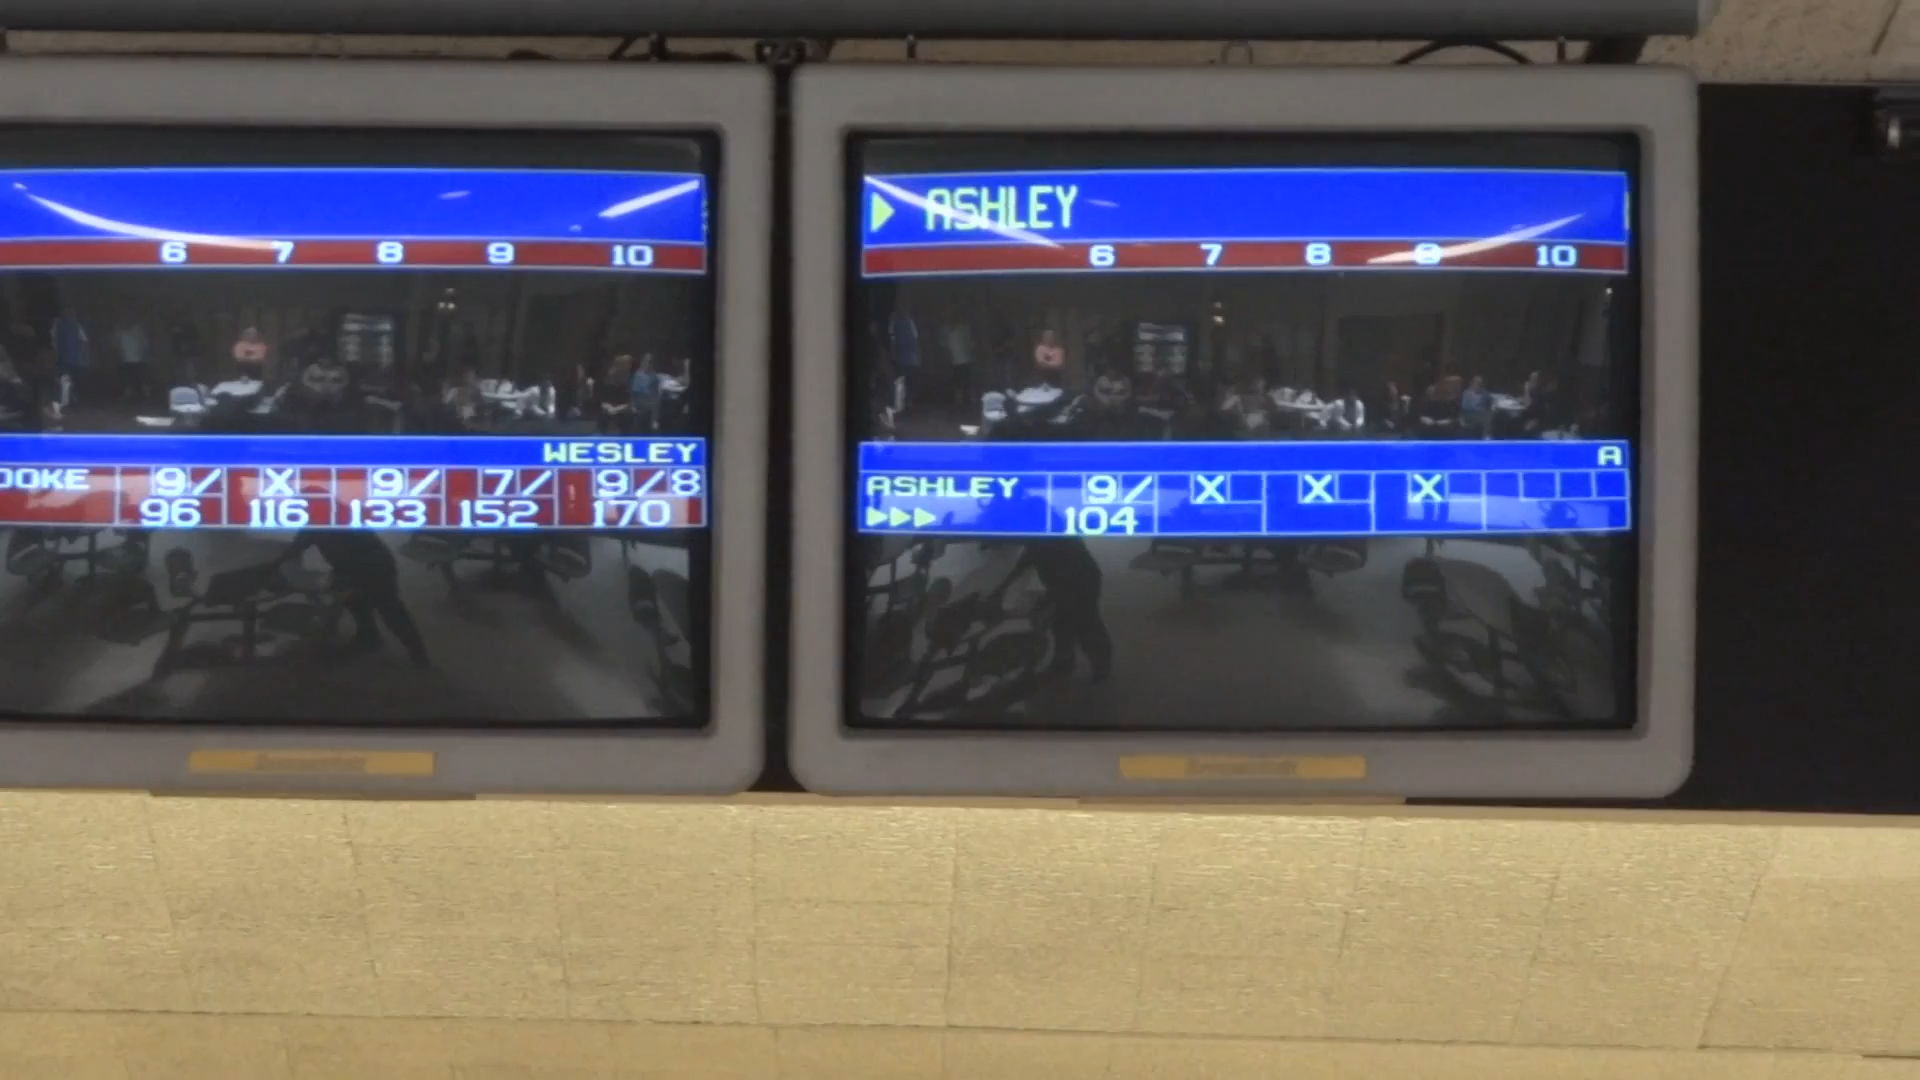 6 7 8 9 10
WESLEY
OOKE 9/ X 9/ 7/ 9/8
96 116 133 152 170
ASHLEY
6 7 8 9 10
A
ASHLEY 9/ X X X
104